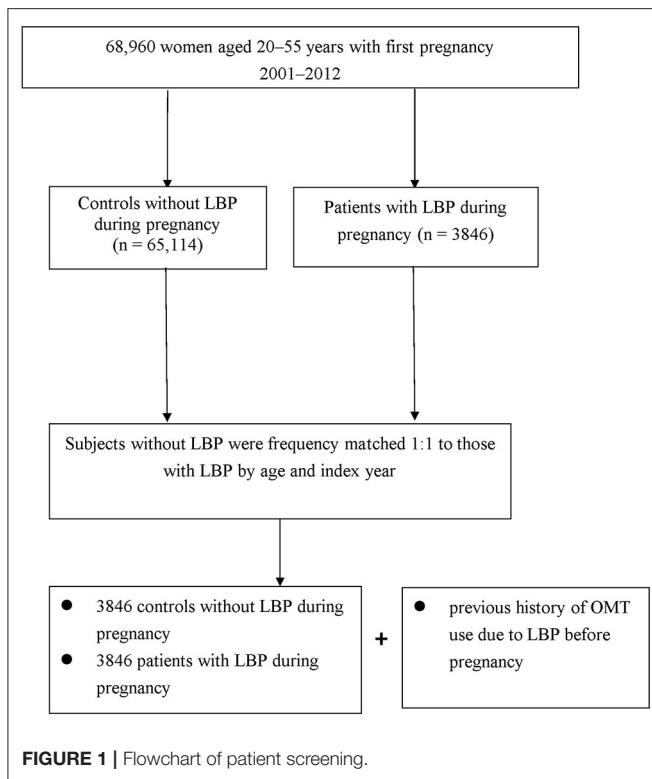 68,960 women aged 20–55 years with first pregnancy
2001–2012
Controls without LBP
during pregnancy
(n = 65,114)
Patients with LBP during
pregnancy (n = 3846)
Subjects without LBP were frequency matched 1:1 to those
with LBP by age and index year
● 3846 controls without LBP during
pregnancy
● 3846 patients with LBP during
pregnancy
+
● previous history of OMT
use due to LBP before
pregnancy
FIGURE 1 | Flowchart of patient screening.